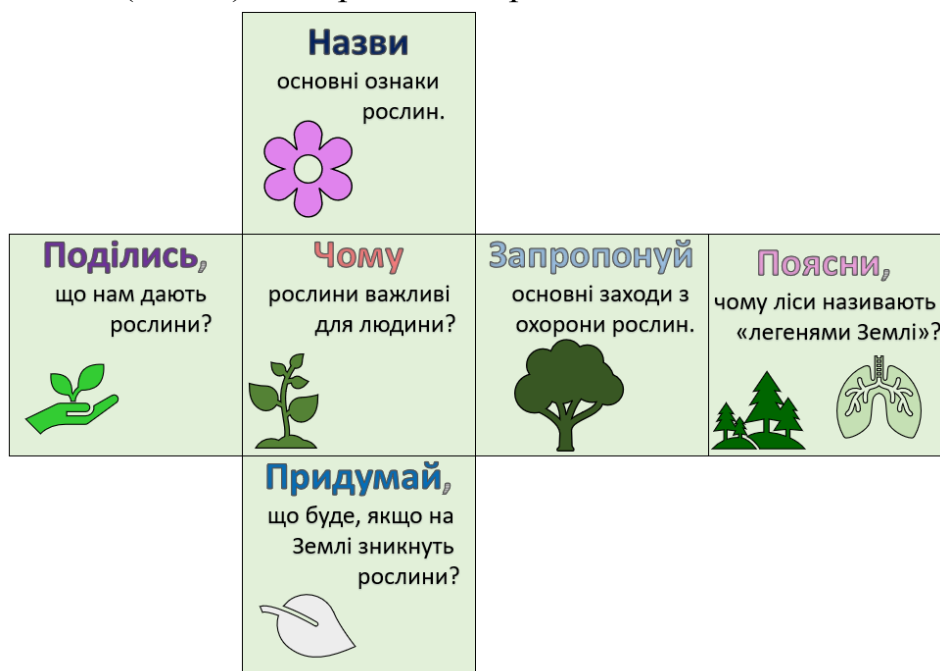 Назви
основні ознаки
рослин.
Поділись,
що нам дають
рослини?
Чому
рослини важливі
для людини?
Запропонуй
основні заходи з
охорони рослин.
Поясни,
чому ліси називають
«легенями Землі»?
Придумай,
що буде, якщо на
Землі зникнуть
рослини?